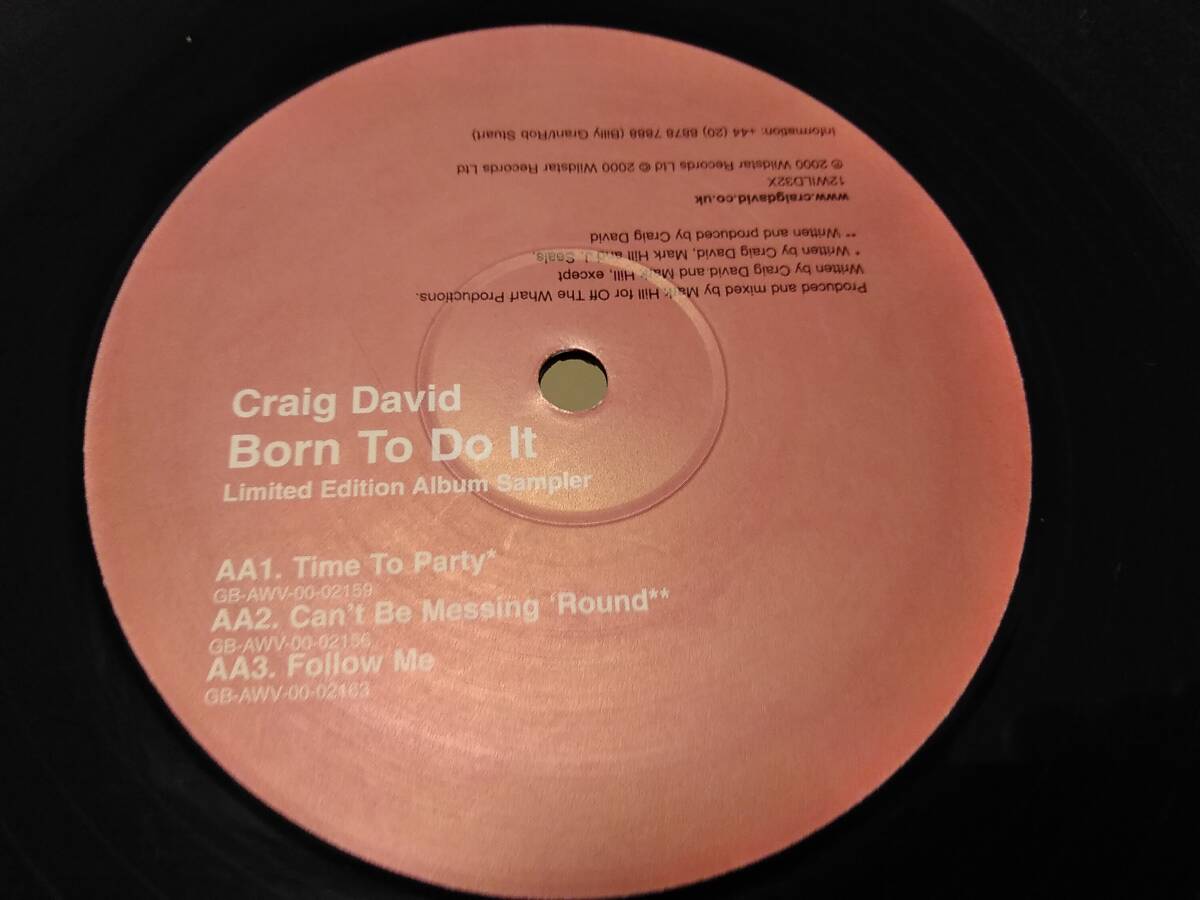 Craig David
Born To Do It
Limited Edition Album Sampler
AA1. Time To Party*
GB-AWV-00-02159
AA2. Can't Be Messing ‘Round**
GB-AWV-00-02156
AA3. Follow Me
GB-AWV-00-02163
Produced and mixed by Mark Hill for Off The Wharf Productions.
Written by Craig David and Mark Hill, except
* Written by Craig David, Mark Hill and J. Seals,
** Written and produced by Craig David
www.craigdavid.co.uk
12WILD32X
℗ 2000 Wildstar Records Ltd © 2000 Wildstar Records Ltd
Information: +44 (20) 8878 7888 (Billy Grant/Rob Stuart)